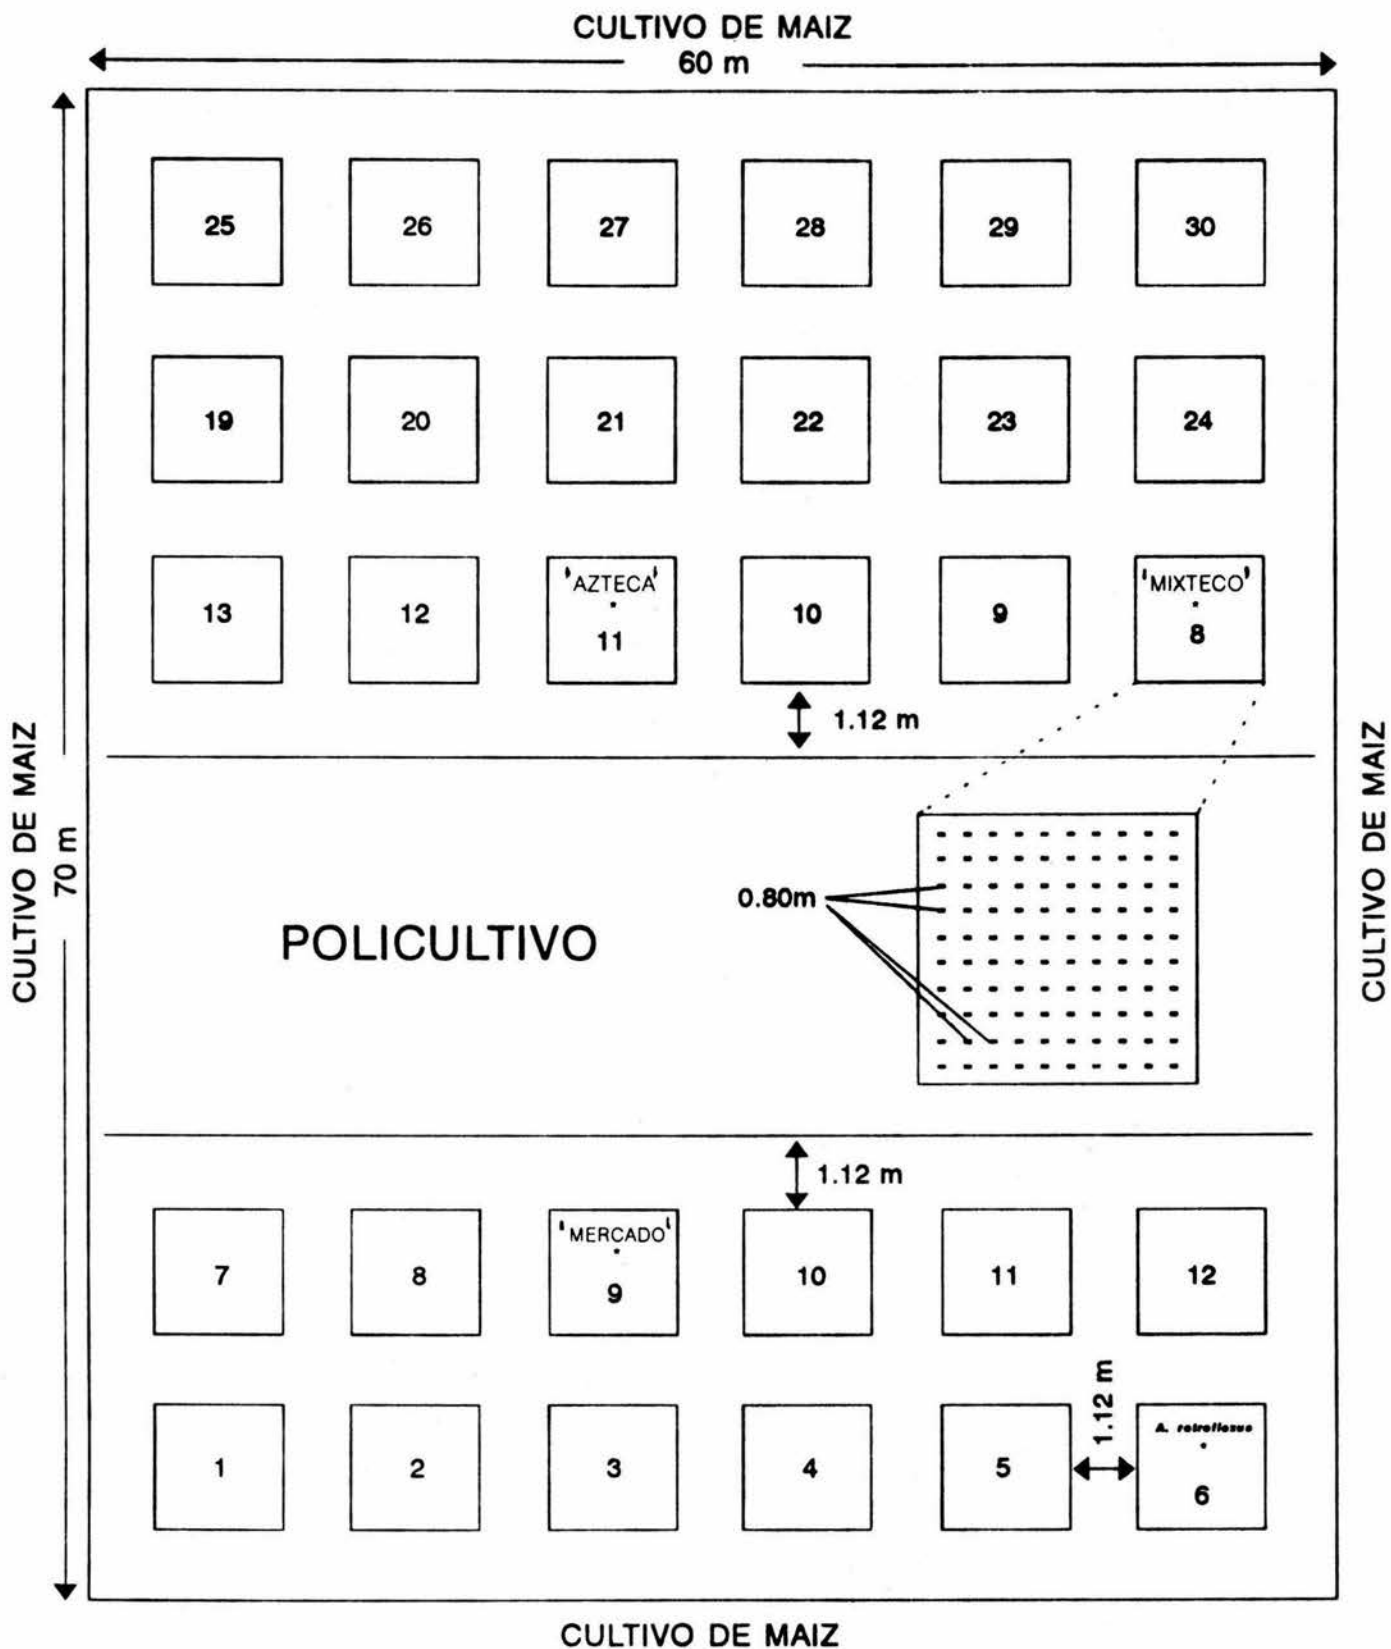 CULTIVO DE MAIZ
60 m
25 26 27 28 29 30
19 20 21 22 23 24
13 12 'AZTECA' 11 10 9 'MIXTECO' 8
1.12 m
CULTIVO DE MAIZ
70 m
CULTIVO DE MAIZ
0.80m
POLICULTIVO
1.12 m
7 8 'MERCADO' 9 10 11 12
1.12 m
1 2 3 4 5 A. retroflexus 6
CULTIVO DE MAIZ